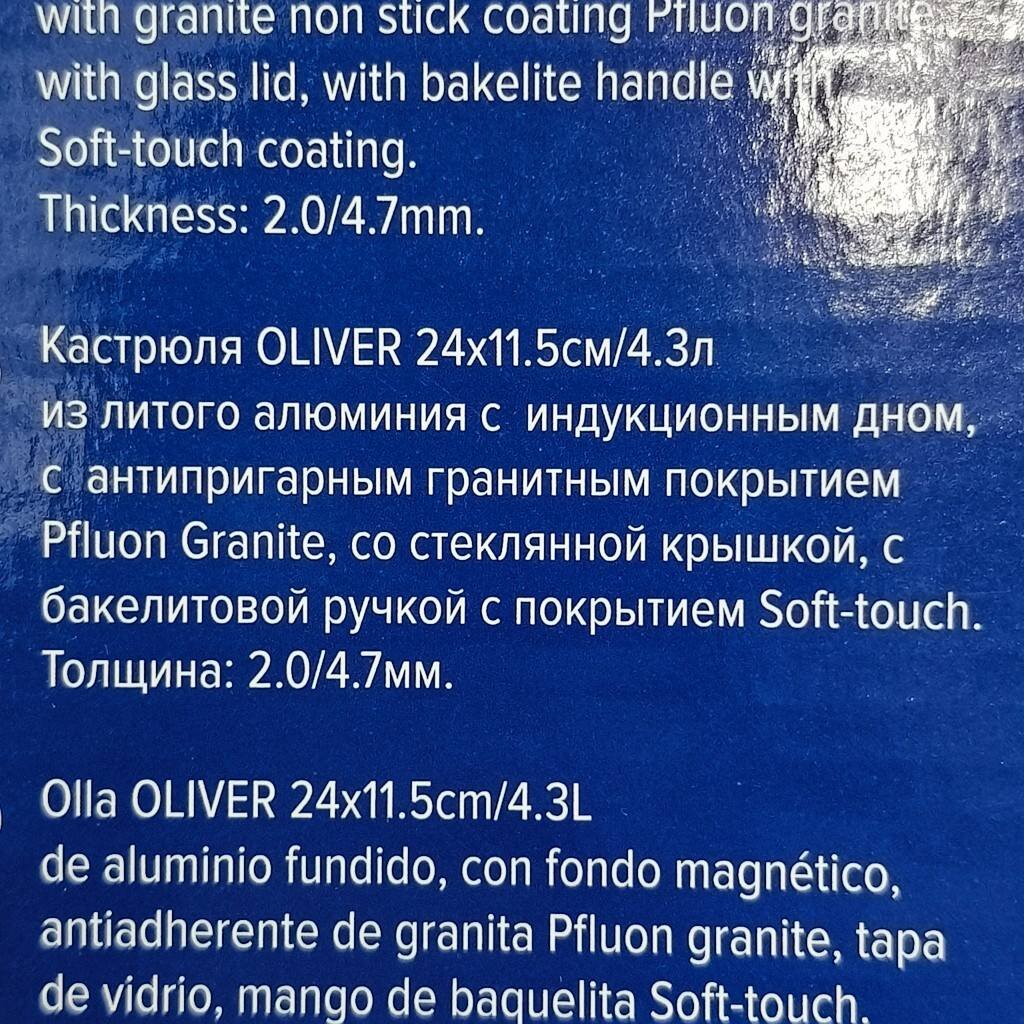 with granite non stick coating Pfluon granite
with glass lid, with bakelite handle with
Soft-touch coating.
Thickness: 2.0/4.7mm.
Кастрюля OLIVER 24x11.5см/4.3л
из литого алюминия с индукционным дном,
с антипригарным гранитным покрытием
Pfluon Granite, со стеклянной крышкой, с
бакелитовой ручкой с покрытием Soft-touch.
Толщина: 2.0/4.7мм.
Olla OLIVER 24x11.5cm/4.3L
de aluminio fundido, con fondo magnético,
antiadherente de granita Pfluon granite, tapa
de vidrio, mango de baquelita Soft-touch.